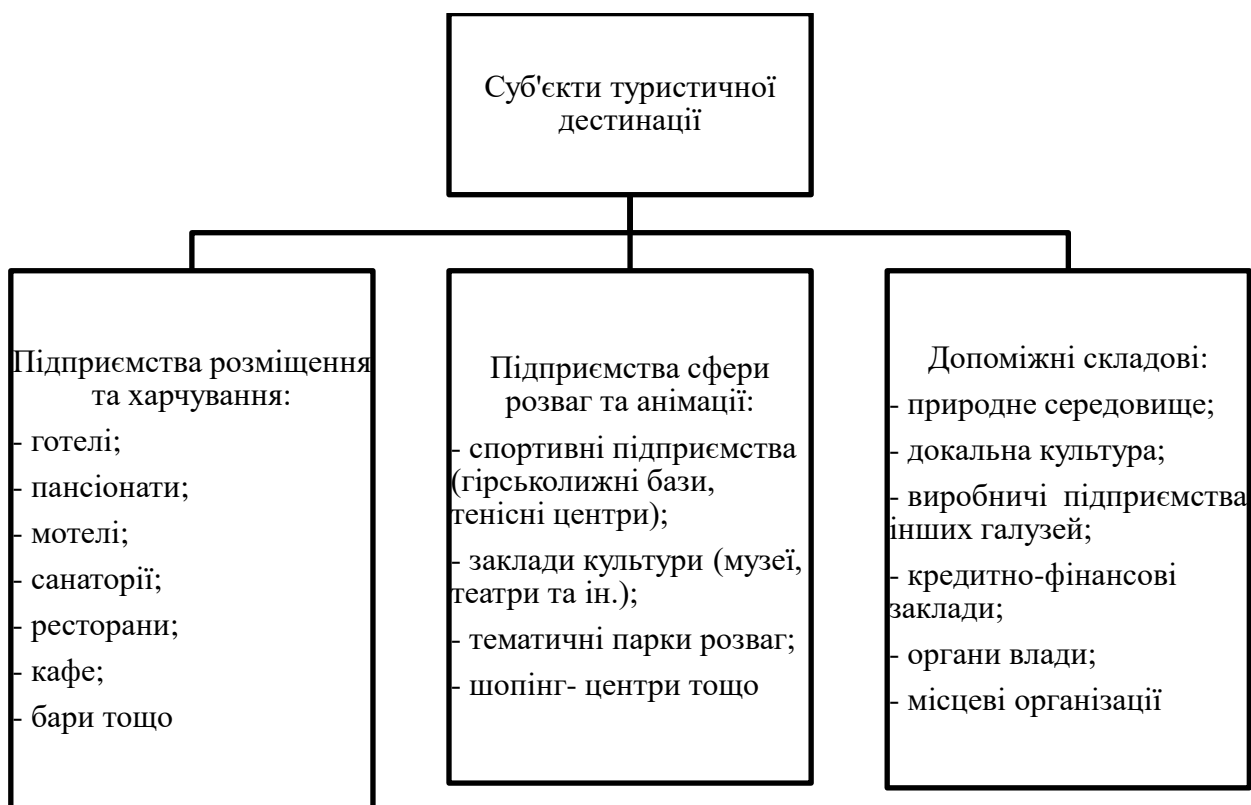 Суб'єкти туристичної
дестинації
Підприємства розміщення
та харчування:
- готелі;
- пансіонати;
- мотелі;
- санаторії;
- ресторани;
- кафе;
- бари тощо
Підприємства сфери
розваг та анімації:
- спортивні підприємства
(гірськолижні бази,
тенісні центри);
- заклади культури (музеї,
театри та ін.);
- тематичні парки розваг;
- шопінг- центри тощо
Допоміжні складові:
- природне середовище;
- докальна культура;
- виробничі підприємства
інших галузей;
- кредитно-фінансові
заклади;
- органи влади;
- місцеві організації